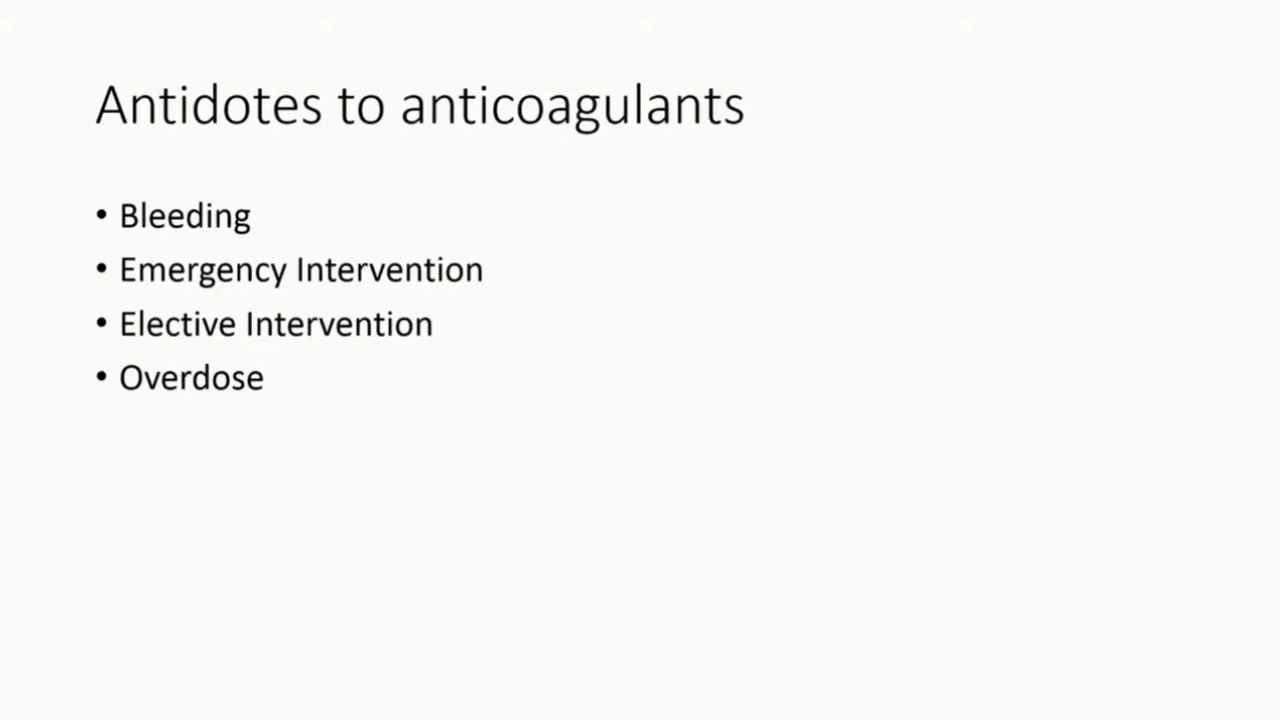 Antidotes to anticoagulants
• Bleeding
• Emergency Intervention
• Elective Intervention
• Overdose